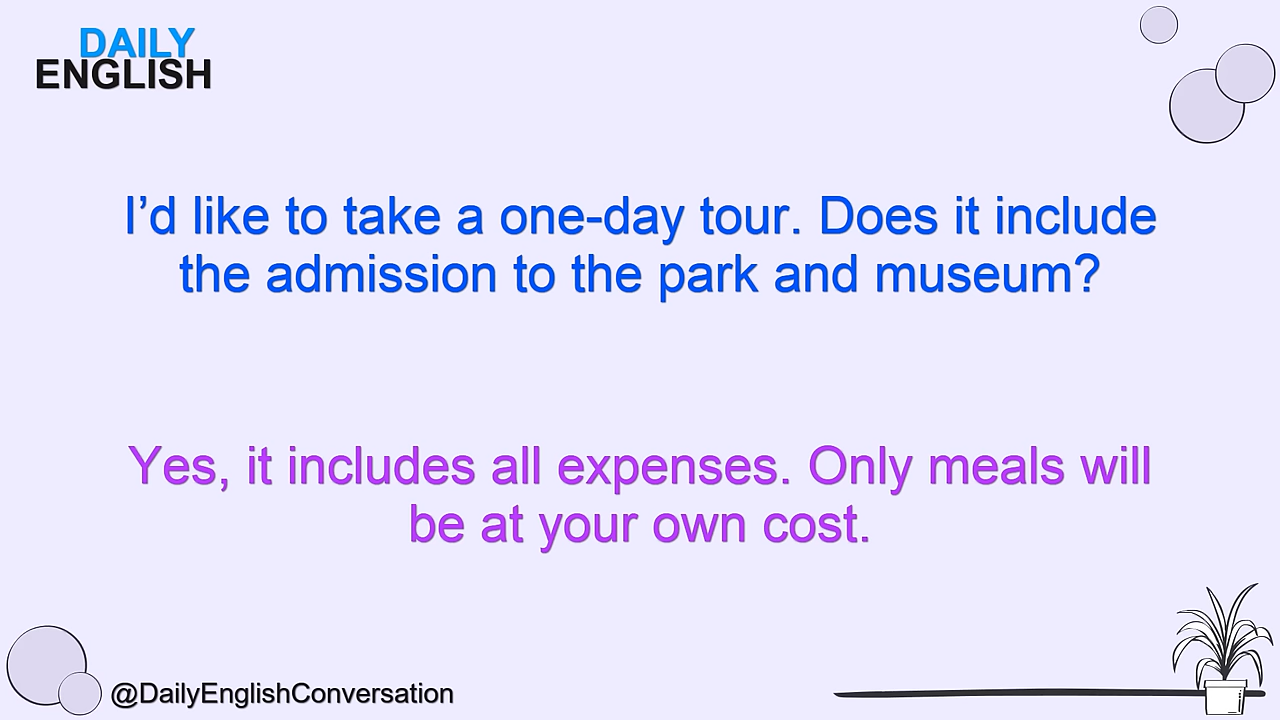 DAILY
ENGLISH
I’d like to take a one-day tour. Does it include
the admission to the park and museum?
Yes, it includes all expenses. Only meals will
be at your own cost.
@DailyEnglishConversation